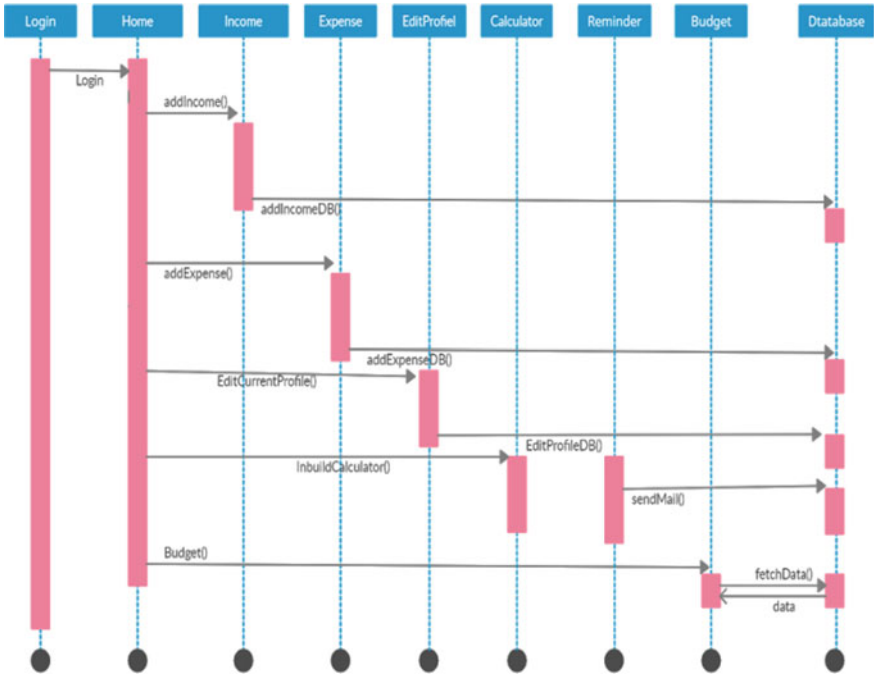 Login Home Income Expense EditProfiel Calculator Reminder Budget Dtatabase
Login
addIncome()
addIncomeDB()
addExpense()
addExpenseDB()
EditCurrentProfile()
EditProfileDB()
InbuildCalculator()
sendMail()
Budget()
fetchData()
data